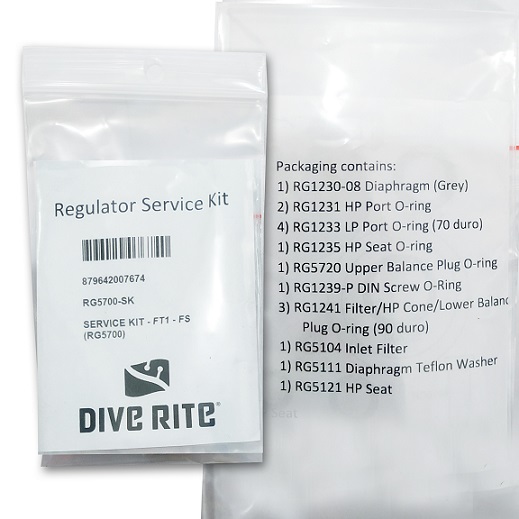 Regulator Service Kit
879642007674
RG5700-SK
SERVICE KIT - FT1 - FS
(RG5700)
DIVE RITE®
Packaging contains:
1) RG1230-08 Diaphragm (Grey)
2) RG1231 HP Port O-ring
4) RG1233 LP Port O-ring (70 duro)
1) RG1235 HP Seat O-ring
1) RG5720 Upper Balance Plug O-ring
1) RG1239-P DIN Screw O-Ring
3) RG1241 Filter/HP Cone/Lower Balanc
Plug O-ring (90 duro)
1) RG5104 Inlet Filter
1) RG5111 Diaphragm Teflon Washer
1) RG5121 HP Seat
Seat